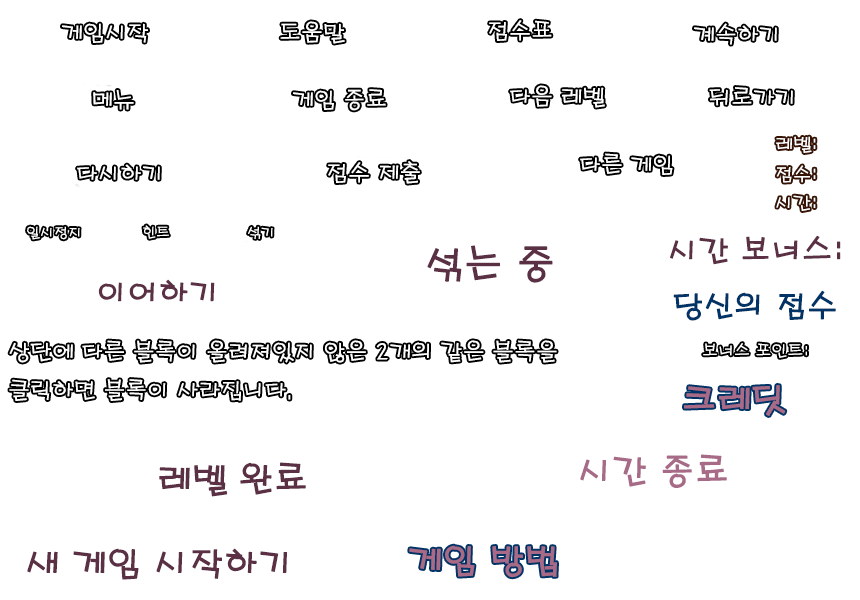 게임시작
도움말
점수표
계속하기
메뉴
게임 종료
다음 레벨
뒤로가기
다시하기
점수 제출
다른 게임
레벨:
점수:
시간:
일시정지
힌트
섞기
섞는 중
시간 보너스:
이어하기
당신의 점수
상단에 다른 블록이 올려져있지 않은 2개의 같은 블록을
클릭하면 블록이 사라집니다.
보너스 포인트:
크레딧
레벨 완료
시간 종료
새 게임 시작하기
게임 방법